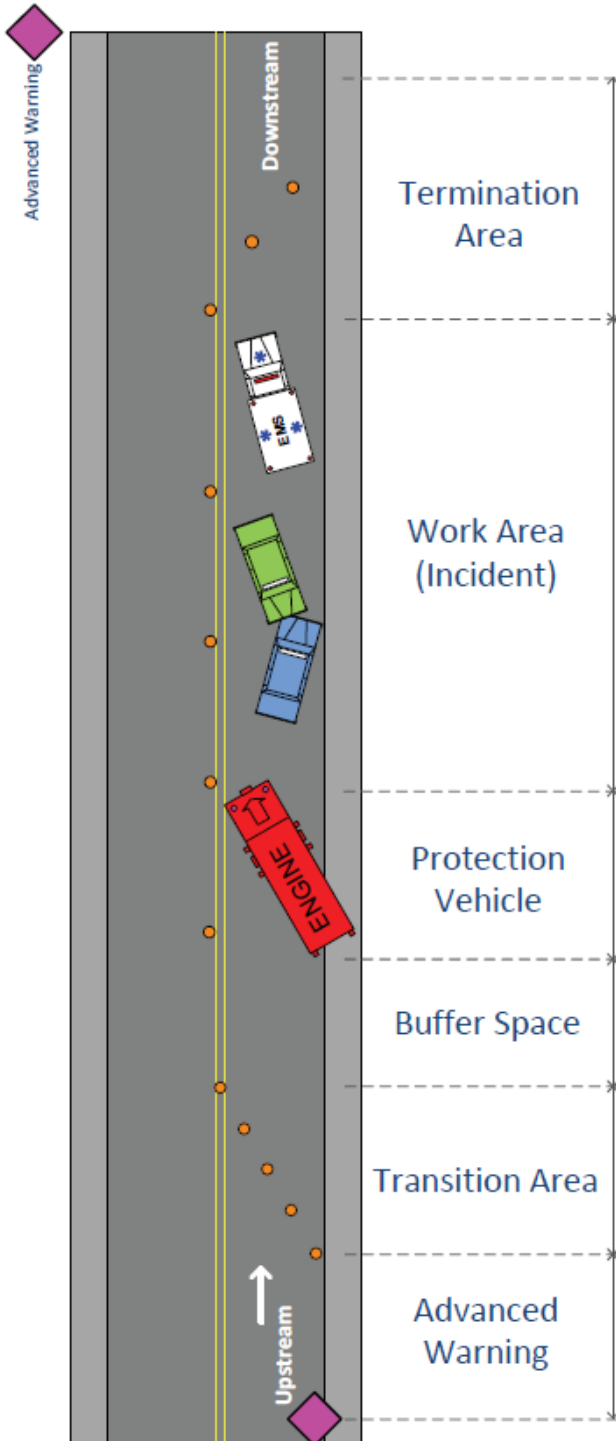 Advanced Warning
Downstream
Termination
Area
EMS
Work Area
(Incident)
ENGINE
Protection
Vehicle
Buffer Space
Transition Area
Upstream
Advanced
Warning